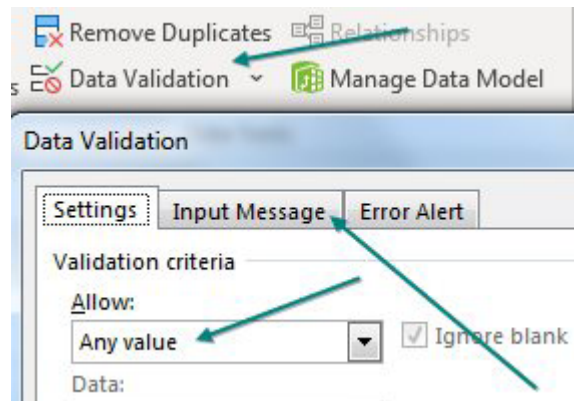 Remove Duplicates Relationships
s Data Validation Manage Data Model
Data Validation
Settings Input Message Error Alert
Validation criteria
Allow:
Any value Ignore blank
Data: